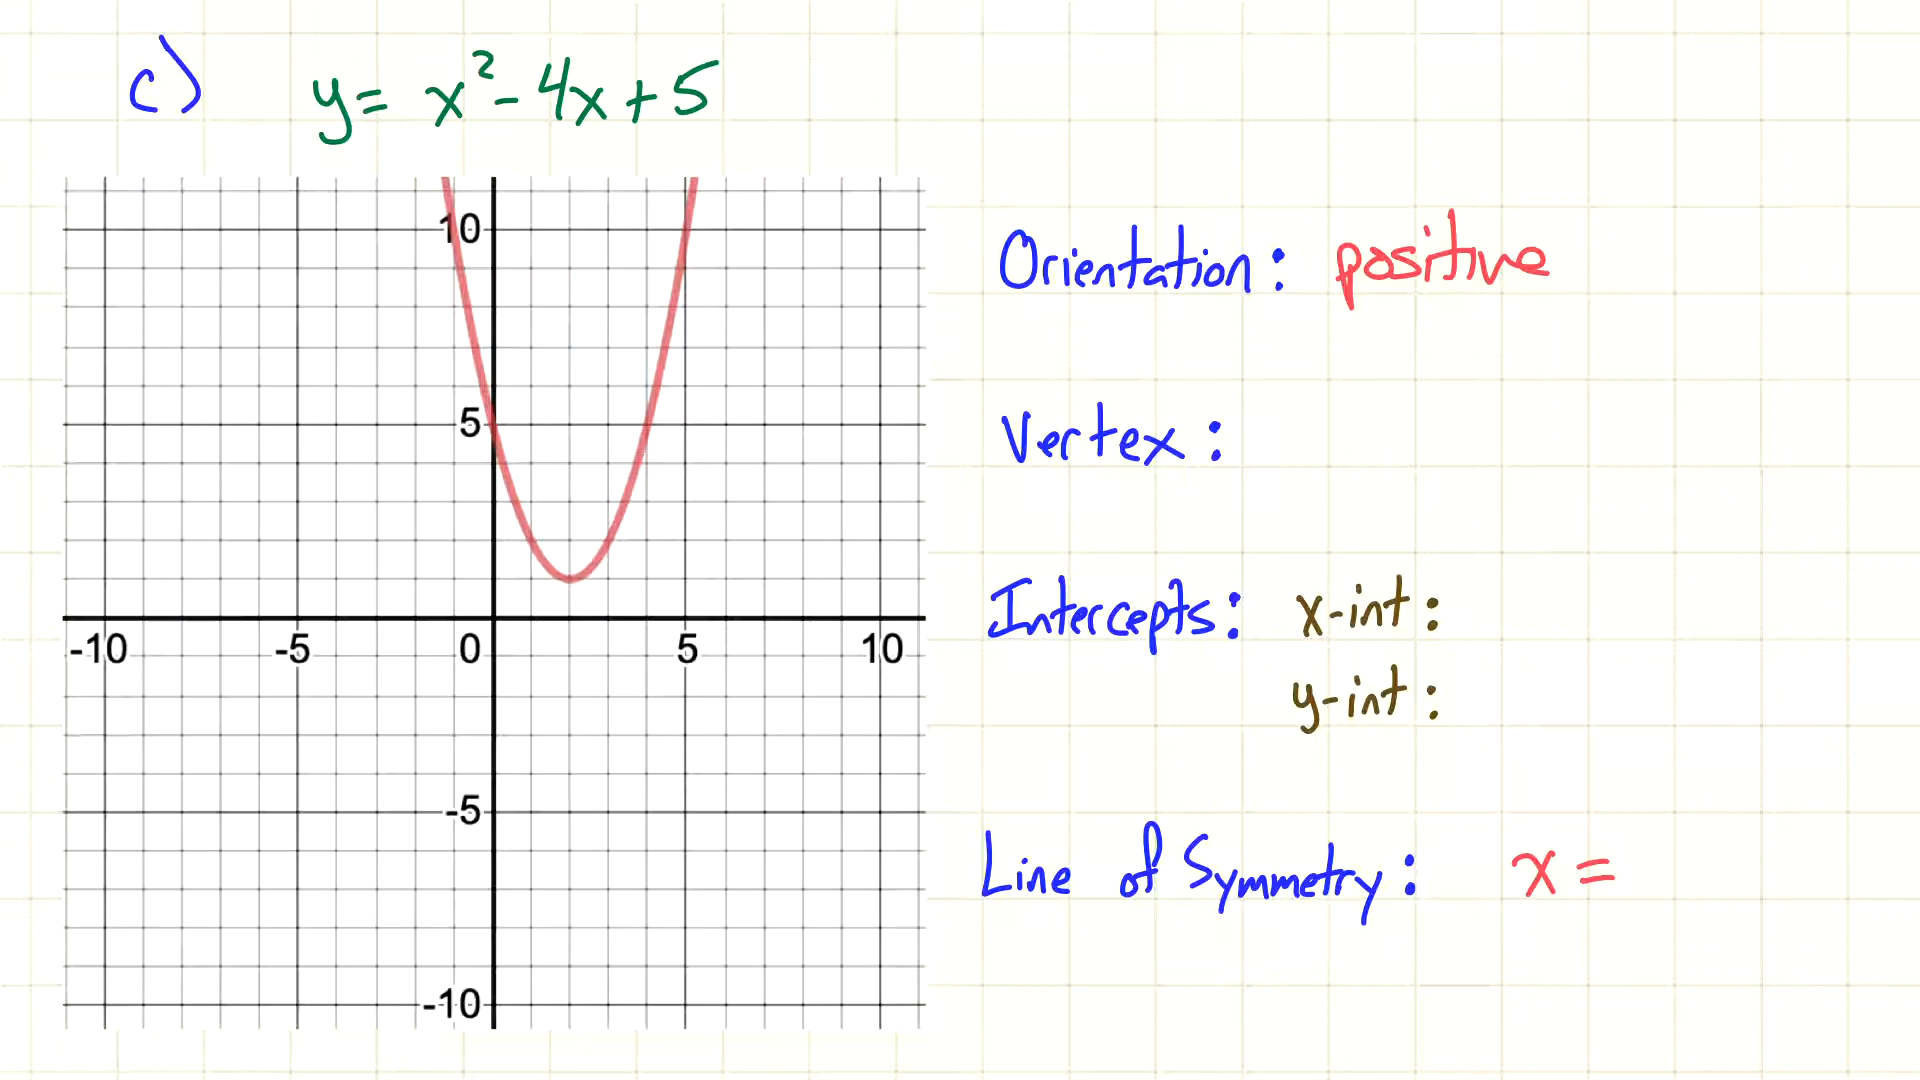 c) y = x² - 4x + 5
10
5
-10 -5 0 5 10
-5
-10
Orientation: positive
Vertex:
Intercepts: x-int:
y-int:
Line of Symmetry: x =